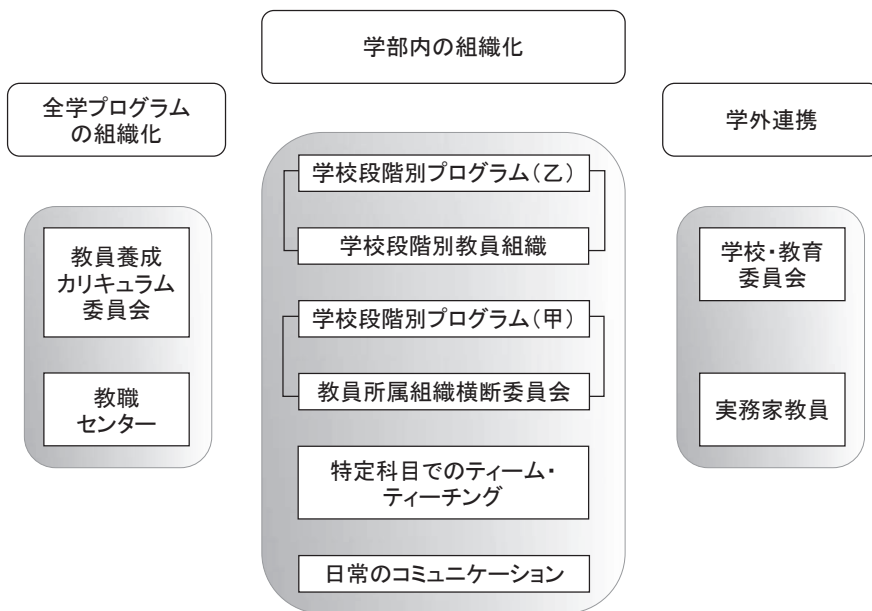 学部内の組織化
全学プログラム
の組織化
学外連携
教員養成
カリキュラム
委員会
教職
センター
学校段階別プログラム(乙)
学校段階別教員組織
学校段階別プログラム(甲)
教員所属組織横断委員会
特定科目でのティーム・
ティーチング
日常のコミュニケーション
学校・教育
委員会
実務家教員